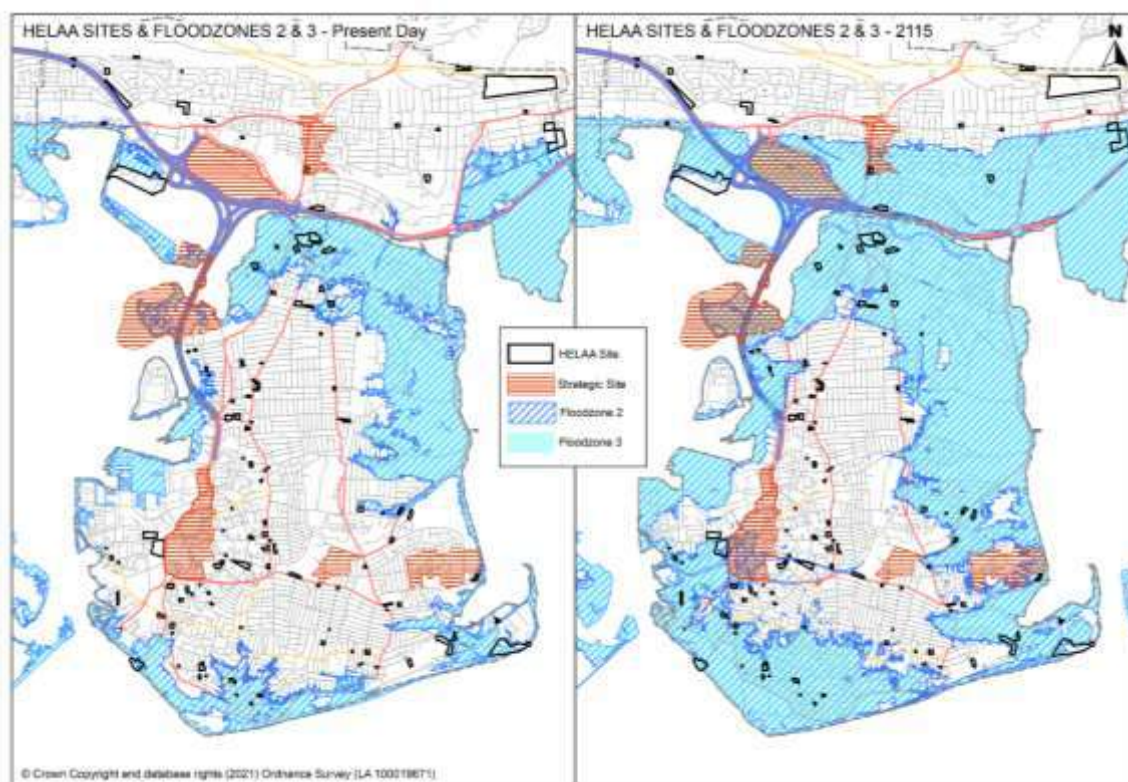 HELAA SITES & FLOODZONES 2 & 3 - Present Day
HELAA SITES & FLOODZONES 2 & 3 - 2115
N
HELAA Site
Strategic Site
Floodzone 2
Floodzone 3
© Crown Copyright and database rights (2021) Ordnance Survey (LA 100019671)